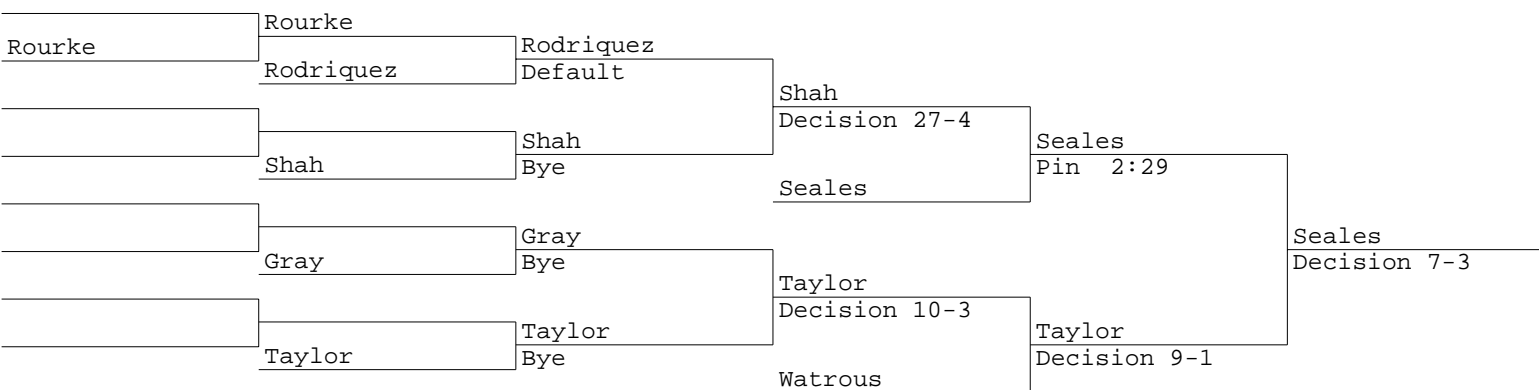 Rourke
Rourke
Rodriquez
Rodriquez
Default
Shah
Decision 27-4
Shah
Shah
Bye
Seales
Pin 2:29
Seales
Gray
Gray
Bye
Seales
Decision 7-3
Taylor
Decision 10-3
Taylor
Taylor
Bye
Taylor
Decision 9-1
Watrous